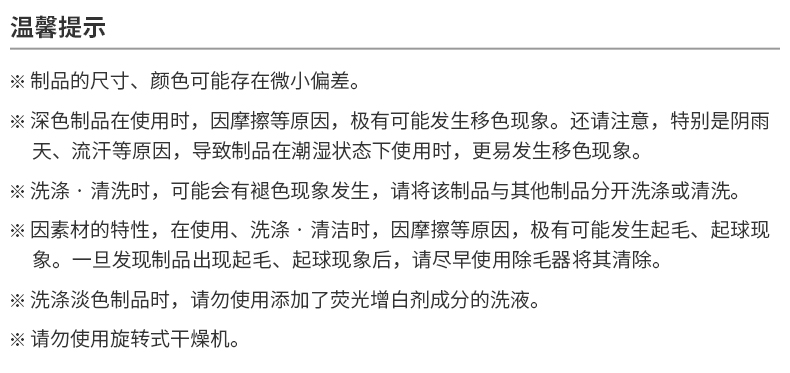 温馨提示
※ 制品的尺寸、颜色可能存在微小偏差。
※ 深色制品在使用时，因摩擦等原因，极有可能发生移色现象。还请注意，特别是阴雨
天、流汗等原因，导致制品在潮湿状态下使用时，更易发生移色现象。
※ 洗涤 · 清洗时，可能会有褪色现象发生，请将该制品与其他制品分开洗涤或清洗。
※ 因素材的特性，在使用、洗涤 · 清洁时，因摩擦等原因，极有可能发生起毛、起球现
象。一旦发现制品出现起毛、起球现象后，请尽早使用除毛器将其清除。
※ 洗涤淡色制品时，请勿使用添加了荧光增白剂成分的洗液。
※ 请勿使用旋转式干燥机。